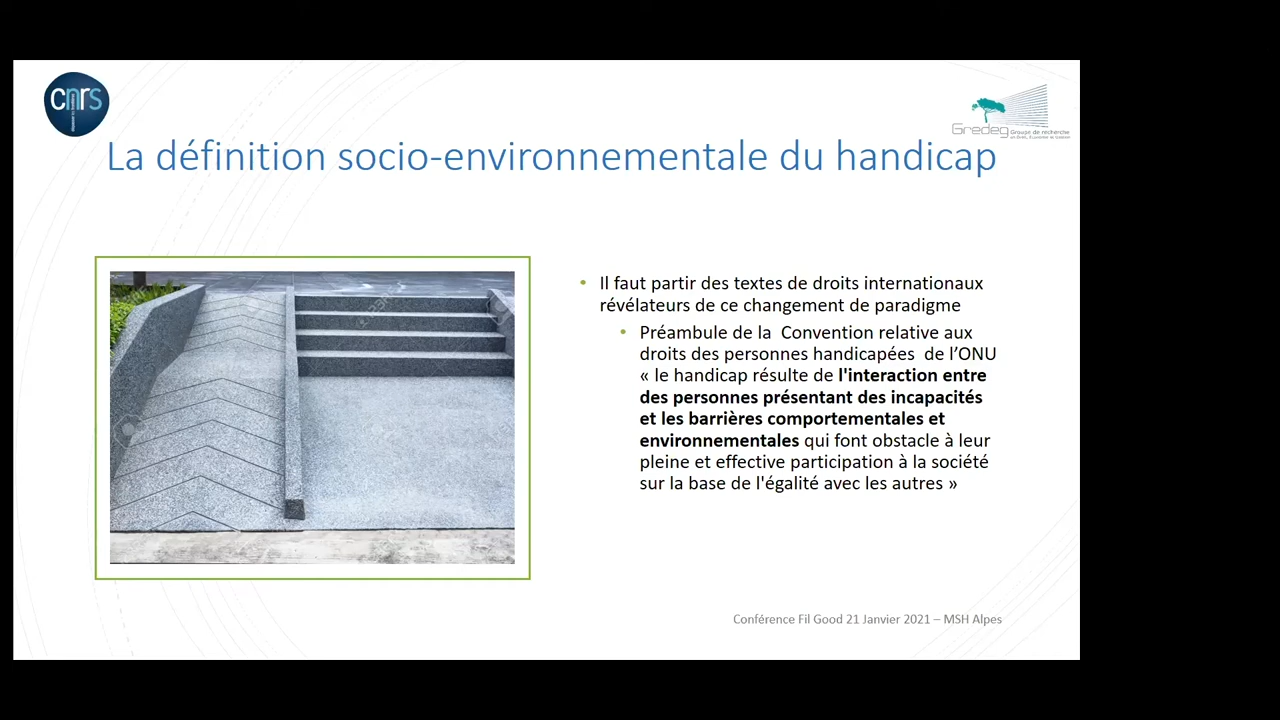 cnrs
Gredeg
Groupe de recherche
La définition socio-environnementale du handicap
Il faut partir des textes de droits internationaux
révélateurs de ce changement de paradigme
Préambule de la  Convention relative aux
droits des personnes handicapées  de l’ONU
« le handicap résulte de l'interaction entre
des personnes présentant des incapacités
et les barrières comportementales et
environnementales qui font obstacle à leur
pleine et effective participation à la société
sur la base de l'égalité avec les autres »
Conférence Fil Good 21 Janvier 2021 – MSH Alpes